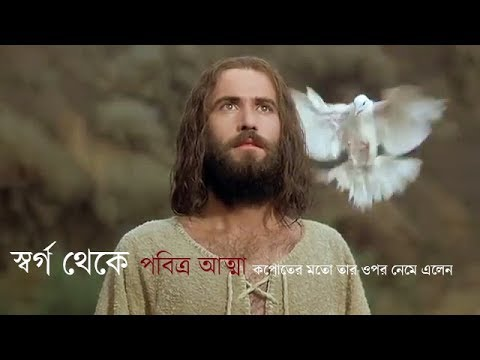 স্বর্গ থেকে পবিত্র আত্মা কপোতের মতো তার ওপর নেমে এলেন